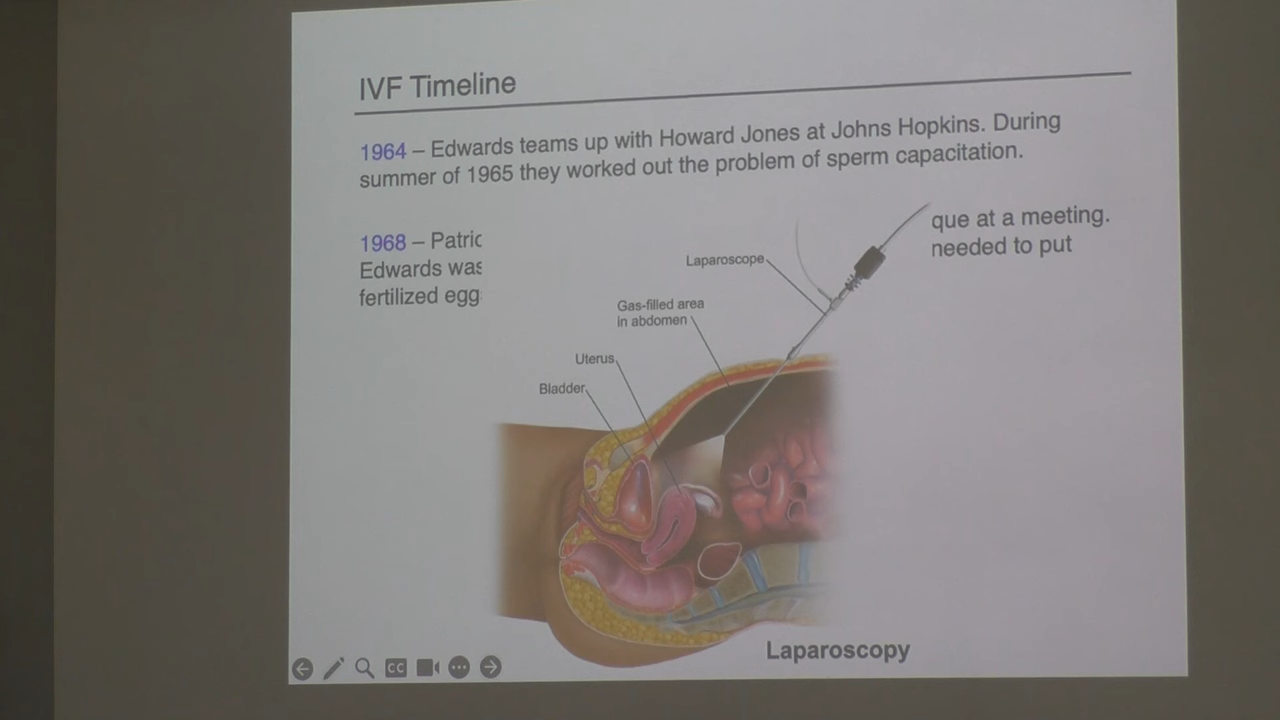 IVF Timeline
1964 – Edwards teams up with Howard Jones at Johns Hopkins. During
summer of 1965 they worked out the problem of sperm capacitation.
1968 – Patric
que at a meeting.
Edwards was
needed to put
fertilized egg
Laparoscope
Gas-filled area
in abdomen
Uterus
Bladder
Laparoscopy
CC